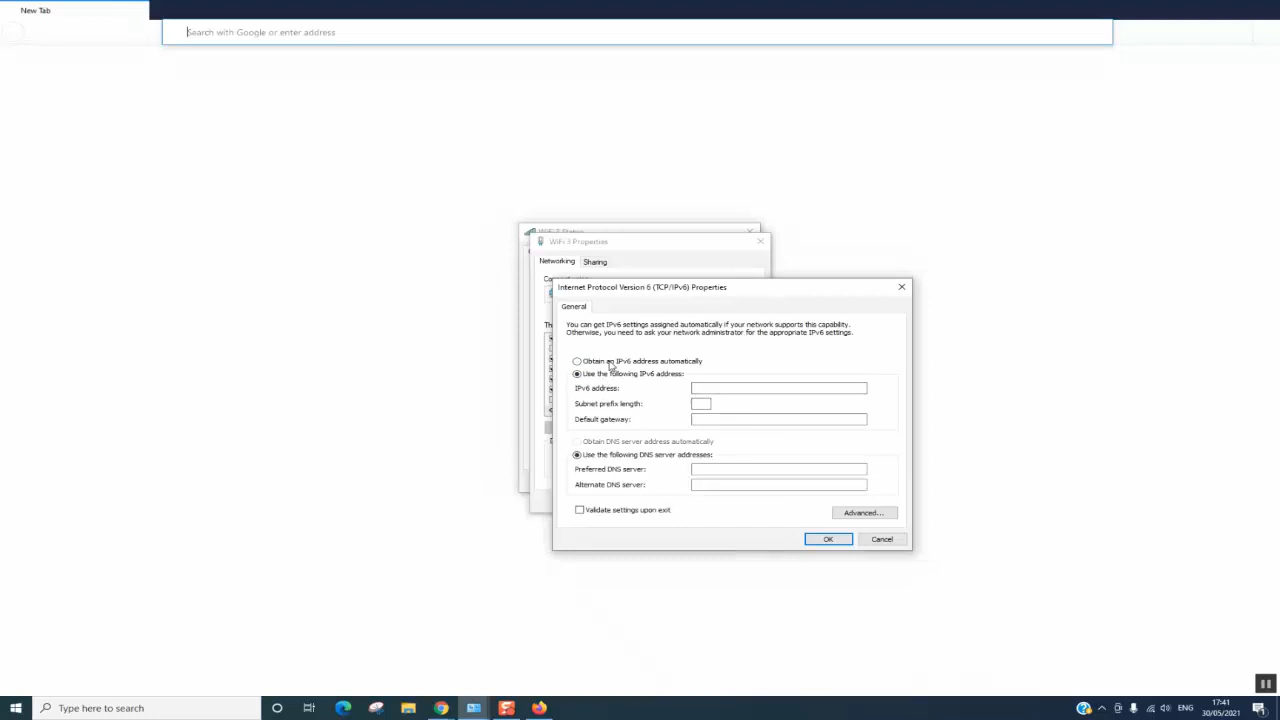 New Tab
Search with Google or enter address
WiFi 3 Status
WiFi 3 Properties
Networking
Sharing
Internet Protocol Version 6 (TCP/IPv6) Properties
General
You can get IPv6 settings assigned automatically if your network supports this capability.
Otherwise, you need to ask your network administrator for the appropriate IPv6 settings.
Obtain an IPv6 address automatically
Use the following IPv6 address:
IPv6 address:
Subnet prefix length:
Default gateway:
Obtain DNS server address automatically
Use the following DNS server addresses:
Preferred DNS server:
Alternate DNS server:
Validate settings upon exit
Advanced...
OK
Cancel
Type here to search
ENG
17:41
30/05/2021